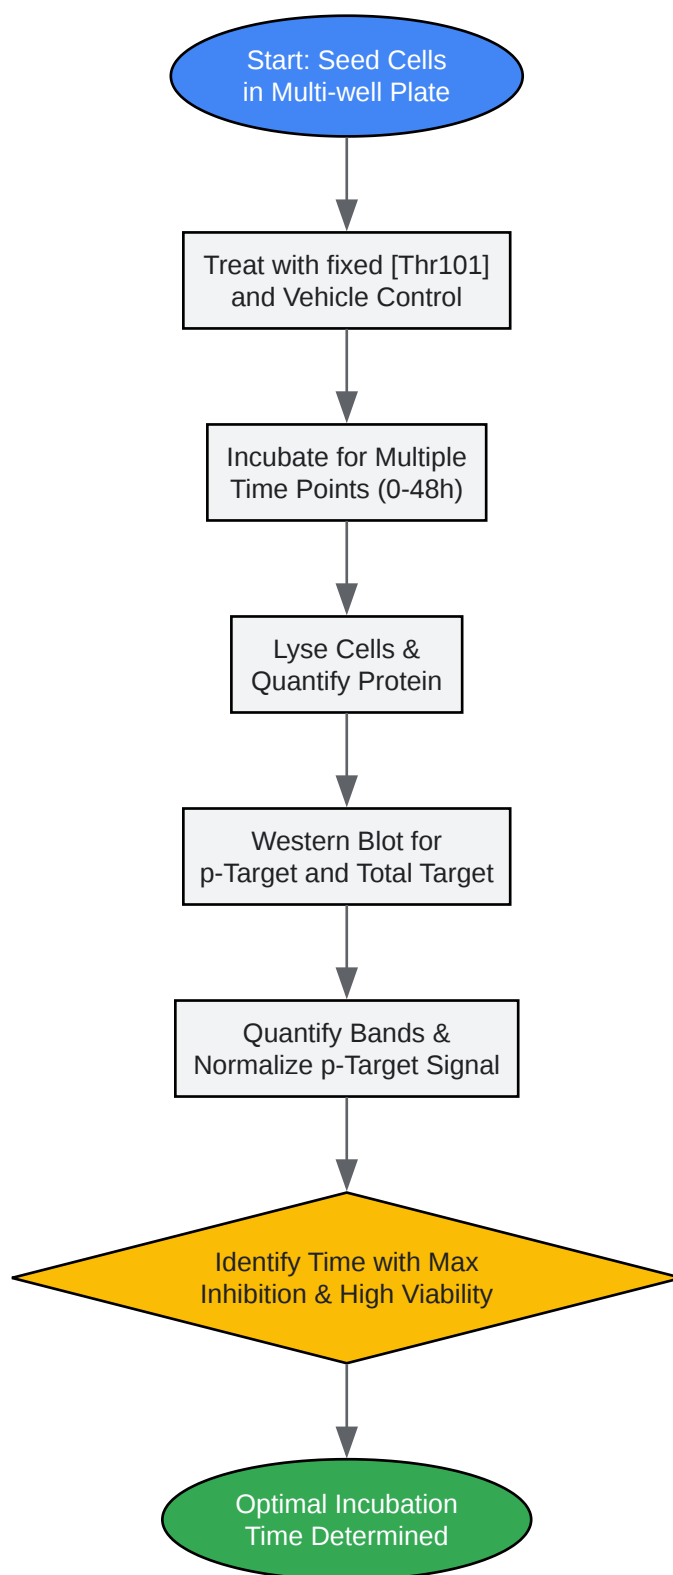 Start: Seed Cells
in Multi-well Plate
Treat with fixed [Thr101]
and Vehicle Control
Incubate for Multiple
Time Points (0-48h)
Lyse Cells &
Quantify Protein
Western Blot for
p-Target and Total Target
Quantify Bands &
Normalize p-Target Signal
Identify Time with Max
Inhibition & High Viability
Optimal Incubation
Time Determined